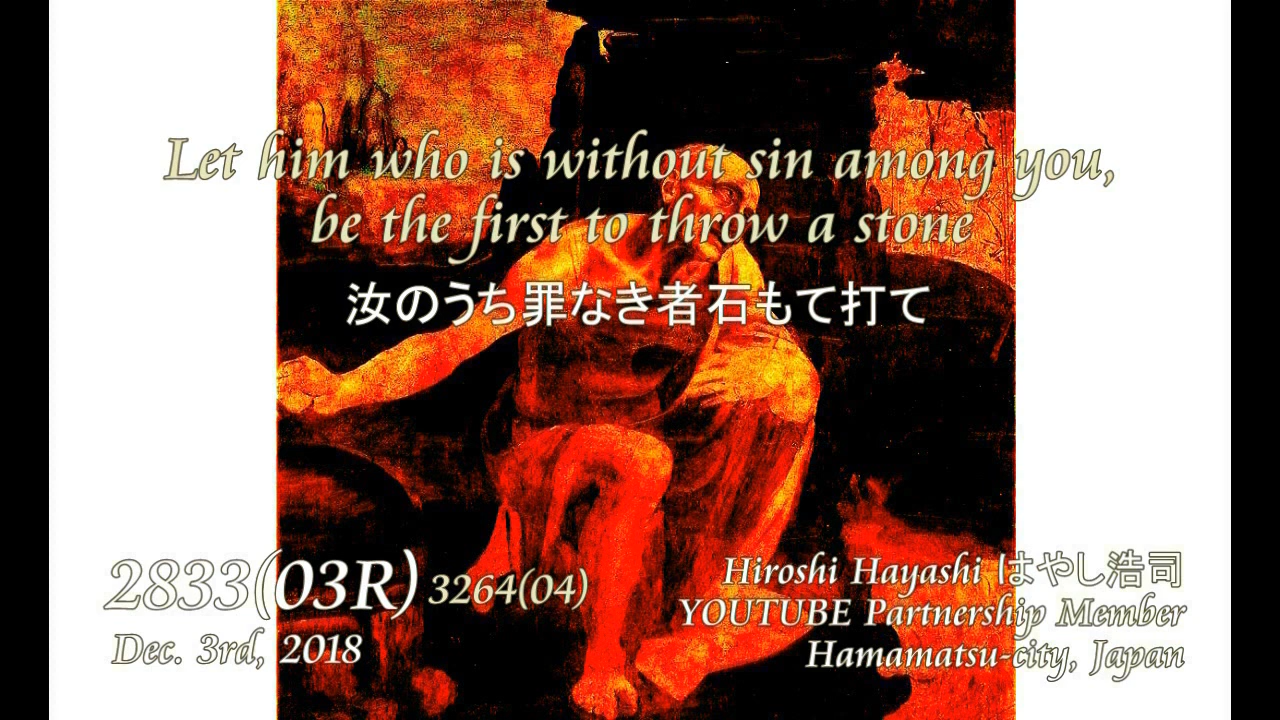 Let him who is without sin among you,
be the first to throw a stone
汝のうち罪なき者石もて打て
2833(03R) 3264(04)
Dec. 3rd, 2018
Hiroshi Hayashi はやし浩司
YOUTUBE Partnership Member
Hamamatsu-city, Japan